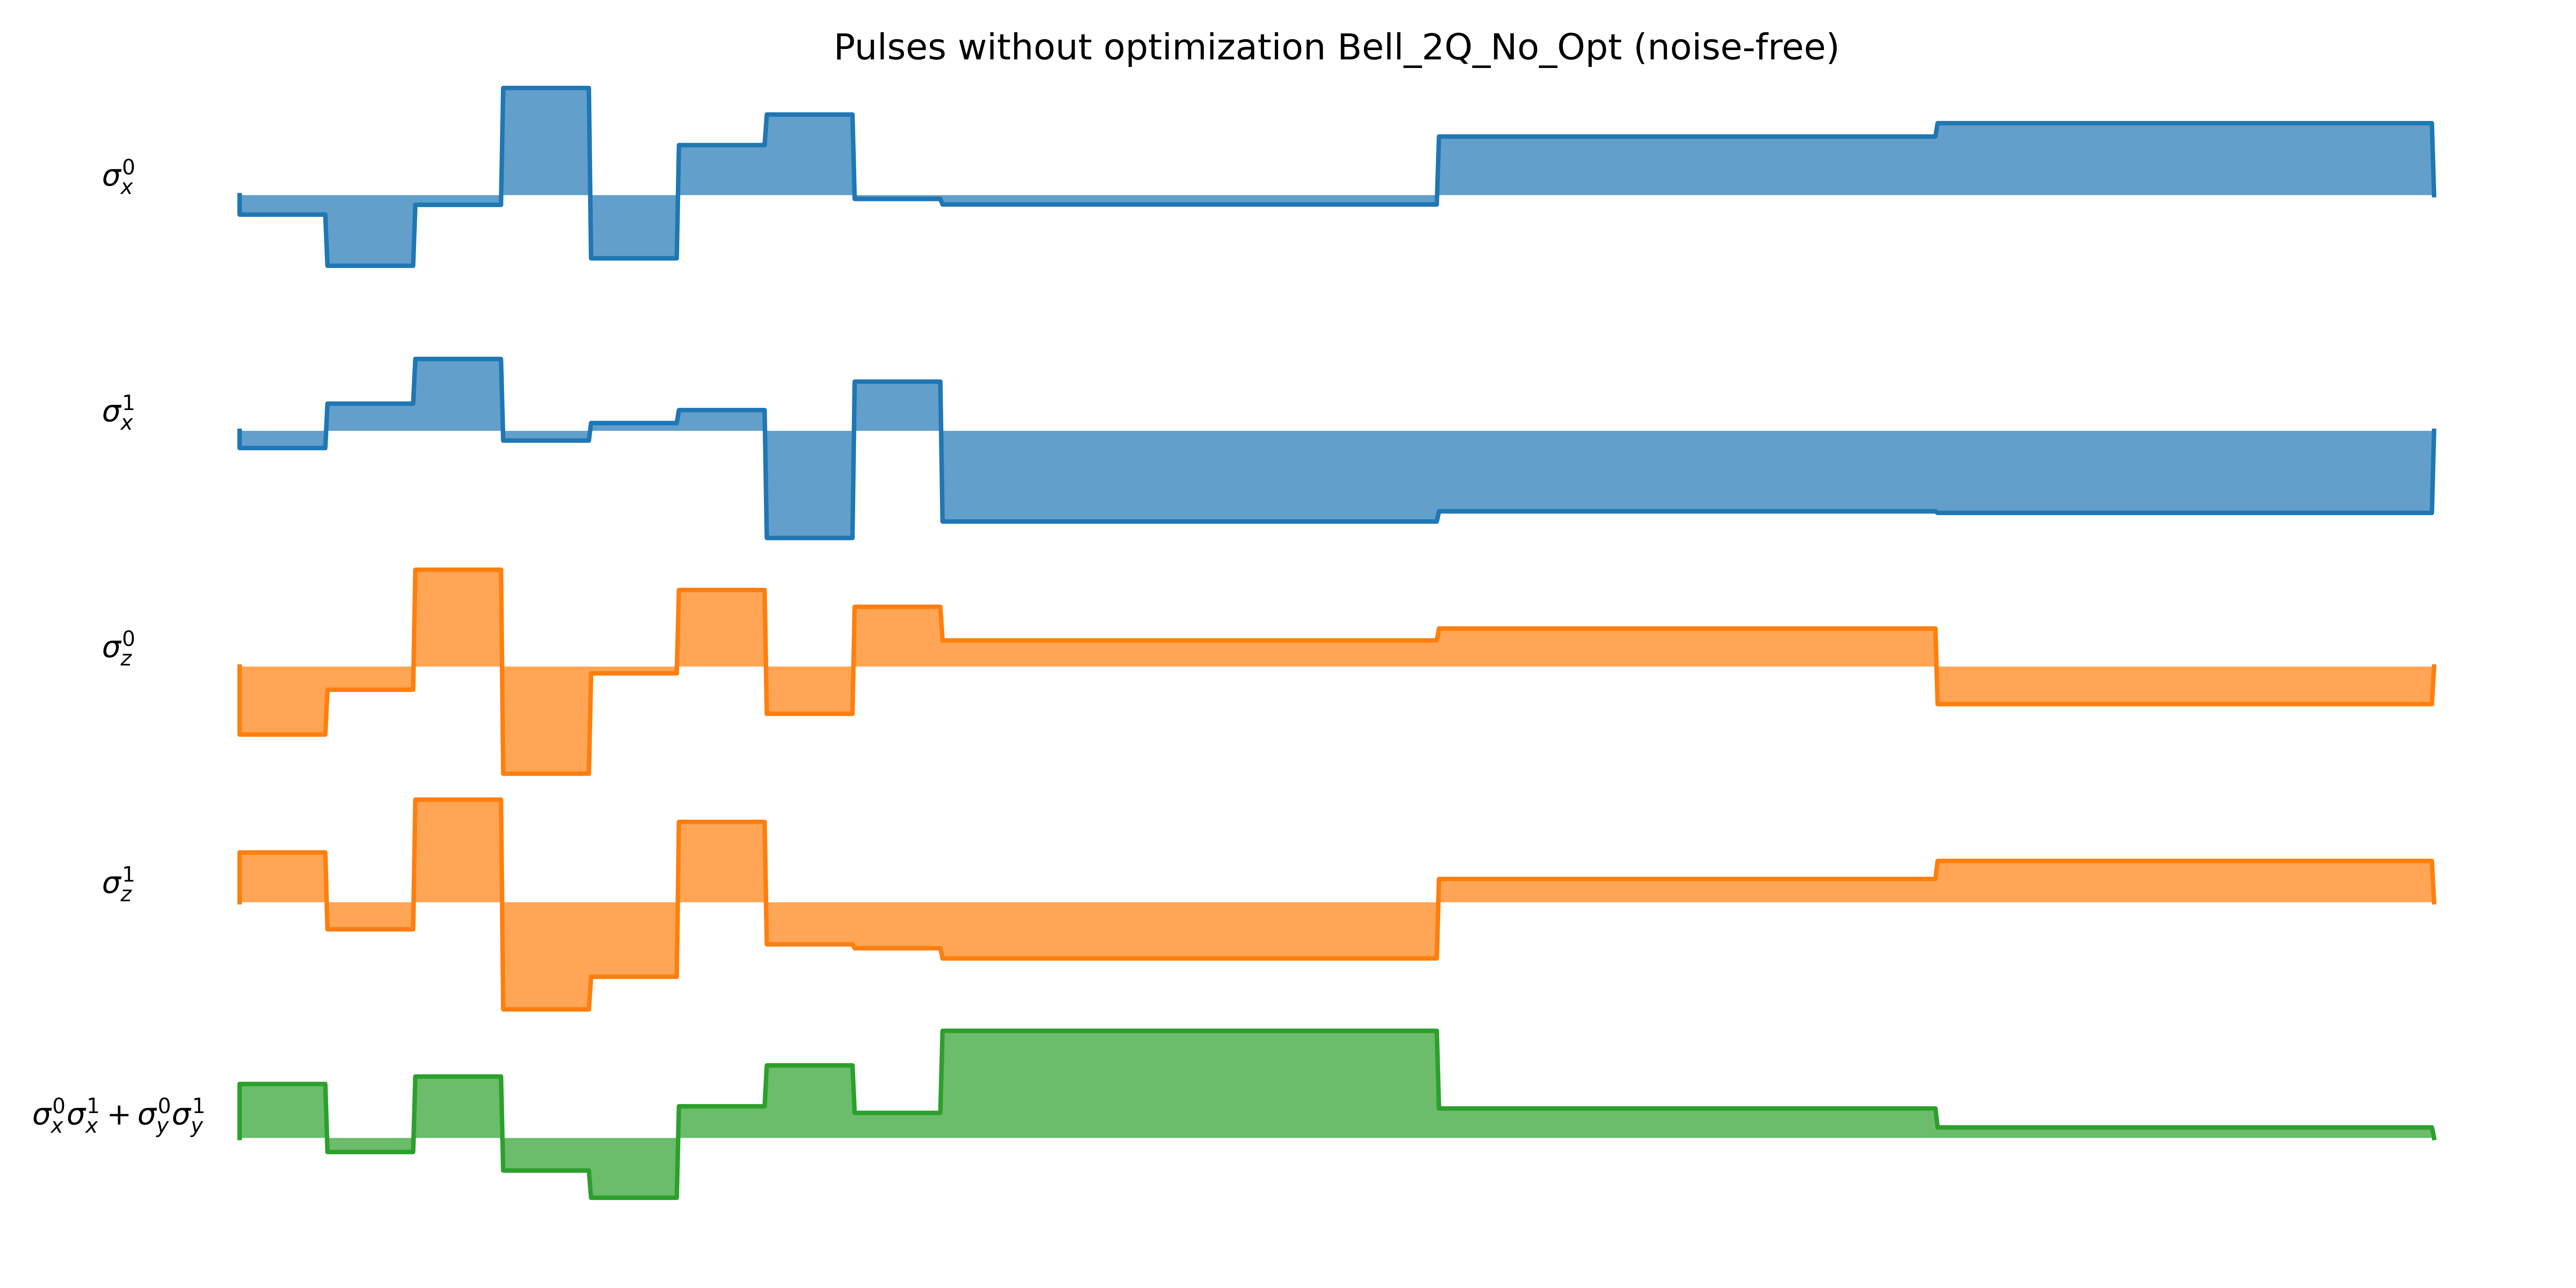 Pulses without optimization Bell_2Q_No_Opt (noise-free)
σ_x^0
σ_x^1
σ_z^0
σ_z^1
σ_x^0σ_x^1 + σ_y^0σ_y^1